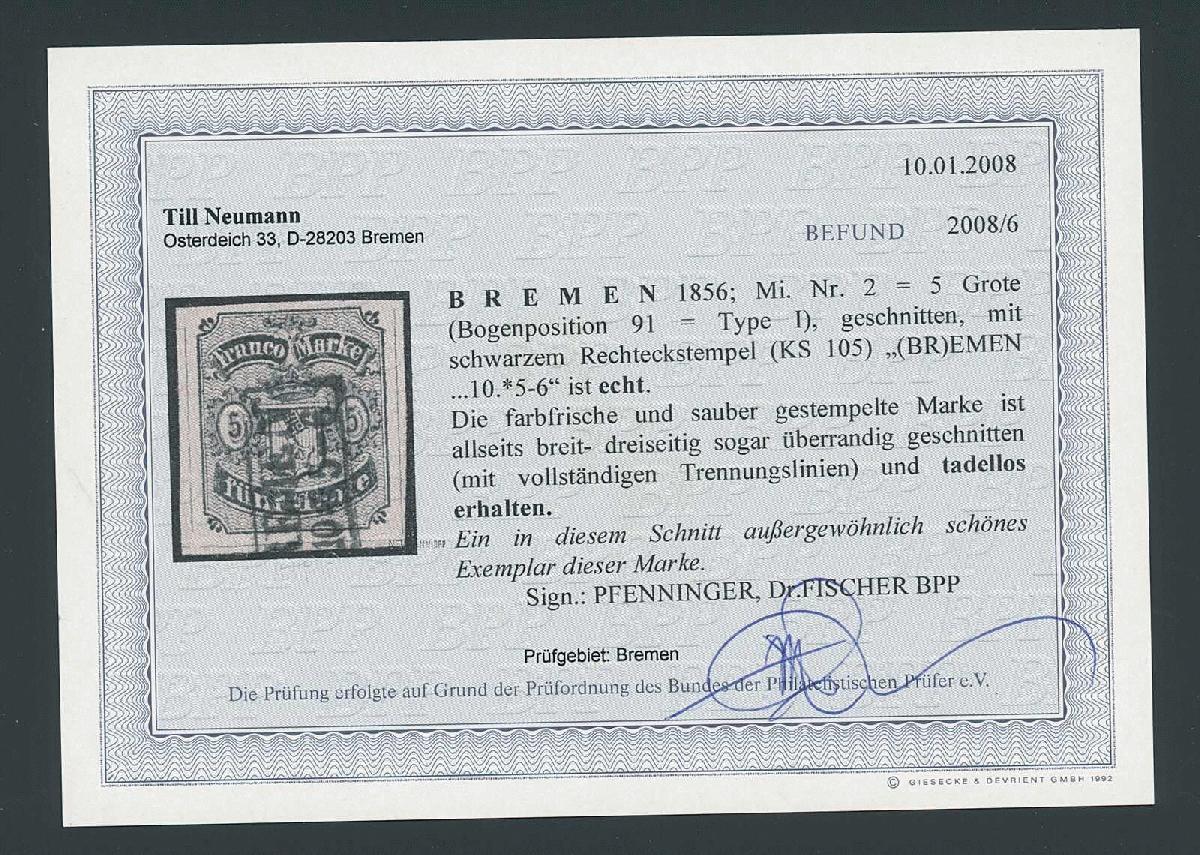 10.01.2008
Till Neumann
Osterdeich 33, D-28203 Bremen
BEFUND 2008/6
B R E M E N 1856; Mi. Nr. 2 = 5 Grote
(Bogenposition 91 = Type I), geschnitten, mit
schwarzem Rechteckstempel (KS 105) „(BR)EMEN
...10.*5-6“ ist echt.
Die farbfrische und sauber gestempelte Marke ist
allseits breit- dreiseitig sogar überrandig geschnitten
(mit vollständigen Trennungslinien) und tadellos
erhalten.
Ein in diesem Schnitt außergewöhnlich schönes
Exemplar dieser Marke.
Sign.: PFENNINGER, Dr.FISCHER BPP
franco Marke
5 5
Prüfgebiet: Bremen
Die Prüfung erfolgte auf Grund der Prüfordnung des Bundes der Philatelistischen Prüfer e.V.
© GIESECKE & DEVRIENT GMBH 1992